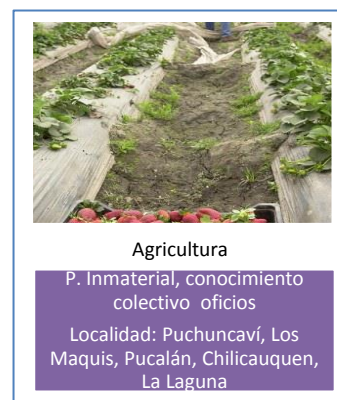 Agricultura
P. Inmaterial, conocimiento
colectivo oficios
Localidad: Puchuncaví, Los
Maquis, Pucalán, Chilicauquen,
La Laguna